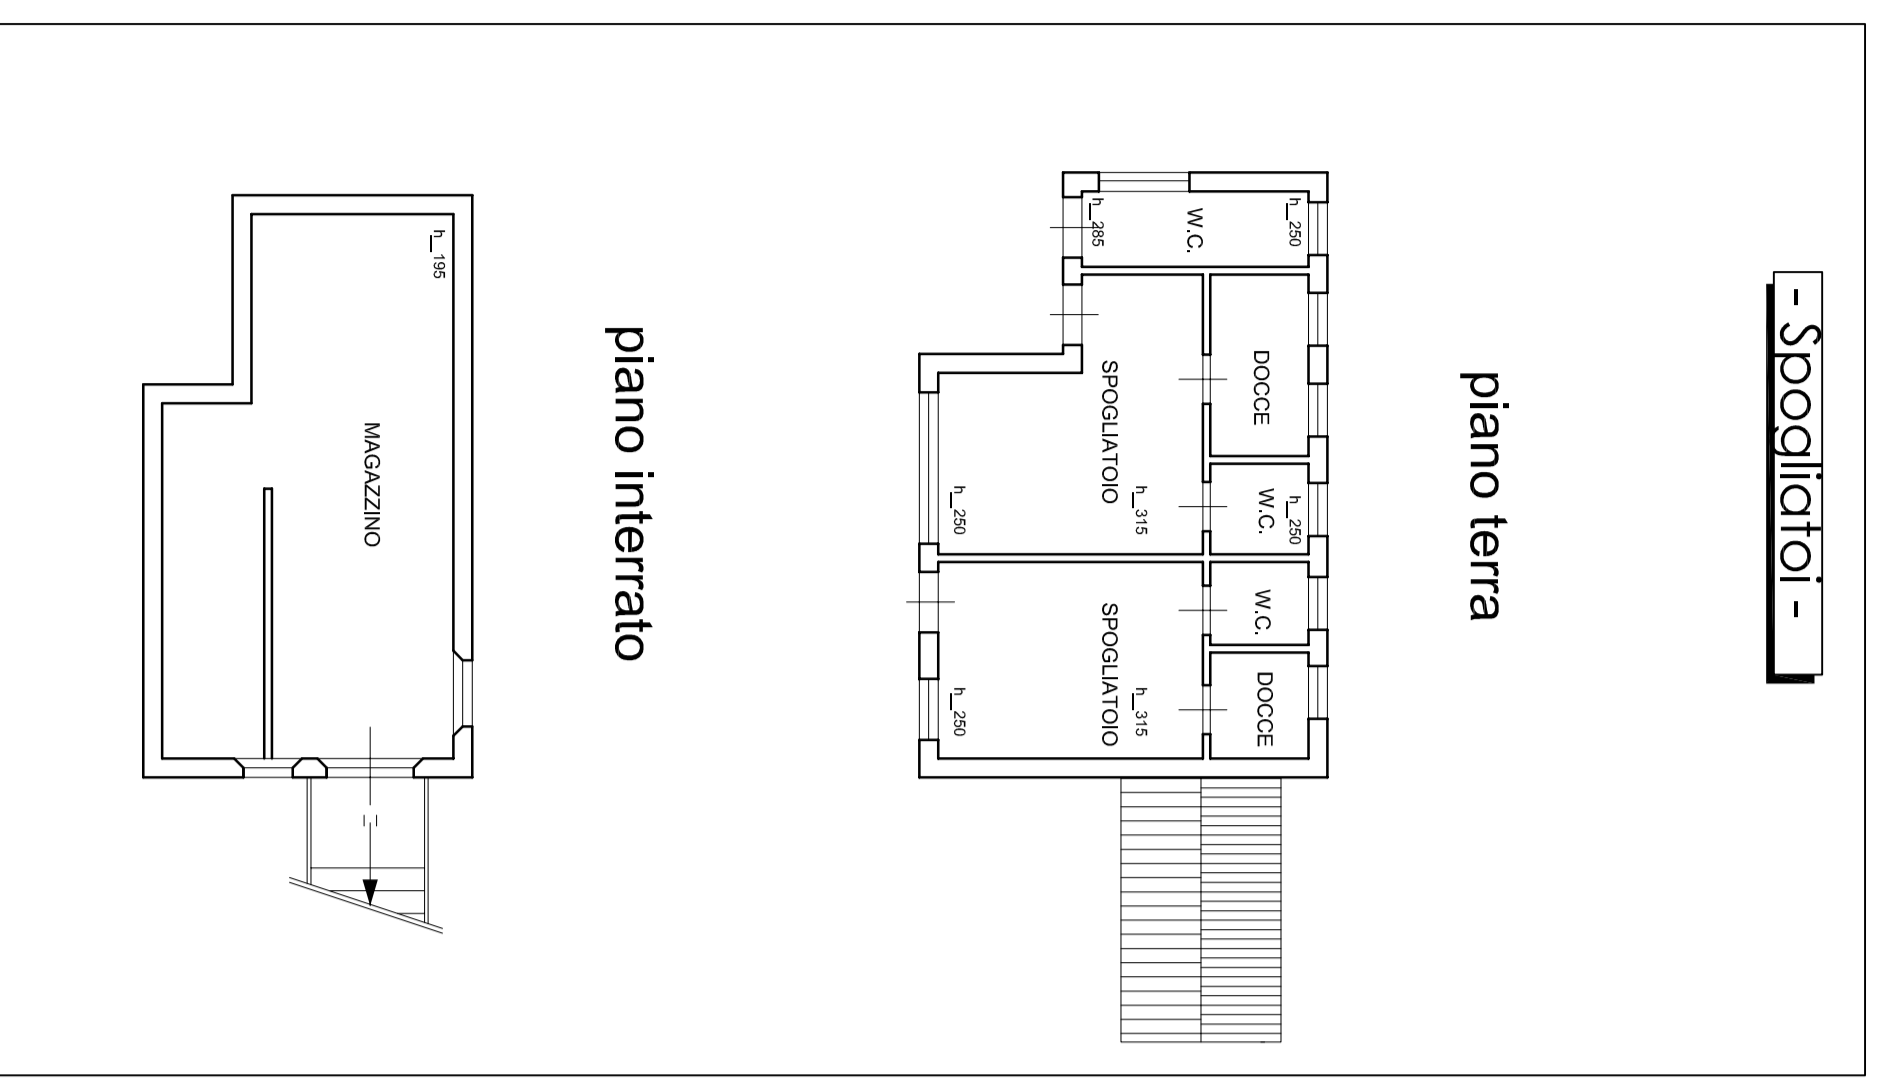 - Spogliatoi -
piano terra
h_285
W.C.
h_250
DOCCE
SPOGLIATOIO
h_250
h_315
W.C.
h_250
W.C.
SPOGLIATOIO
DOCCE
h_250
h_315
piano interrato
h_195
MAGAZZINO